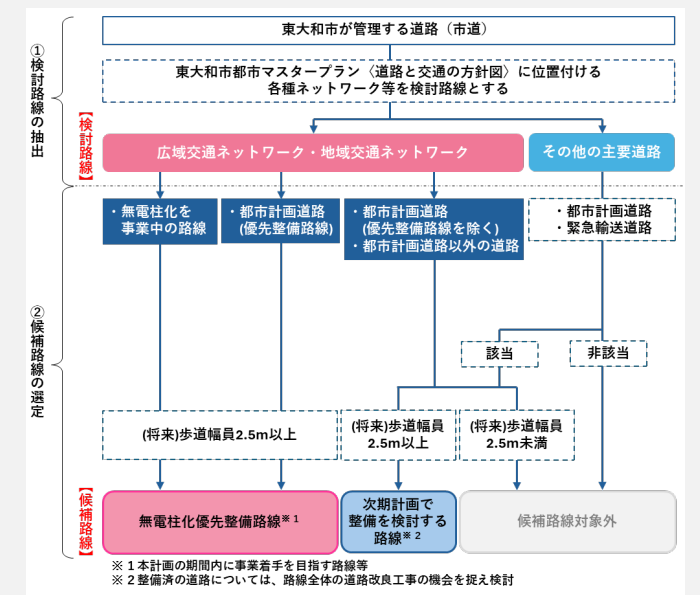 東大和市が管理する道路（市道）
①検討路線の抽出
東大和市都市マスタープラン〈道路と交通の方針図〉に位置付ける
各種ネットワーク等を検討路線とする
【検討路線】
広域交通ネットワーク・地域交通ネットワーク
その他の主要道路
②候補路線の選定
・無電柱化を
事業中の路線
・都市計画道路
(優先整備路線)
・都市計画道路
(優先整備路線を除く)
・都市計画道路以外の道路
・都市計画道路
・緊急輸送道路
該当
非該当
(将来)歩道幅員2.5m以上
(将来)歩道幅員
2.5m以上
(将来)歩道幅員
2.5m未満
【候補路線】
無電柱化優先整備路線※1
次期計画で
整備を検討する
路線※2
候補路線対象外
※１本計画の期間内に事業着手を目指す路線等
※２整備済の道路については、路線全体の道路改良工事の機会を捉え検討